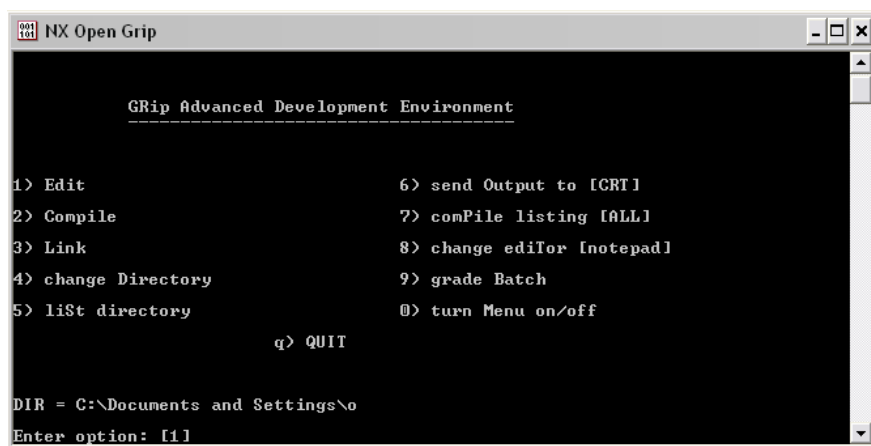 NX Open Grip
GRip Advanced Development Environment
1) Edit
6) send Output to [CRT]
2) Compile
7) comPile listing [ALL]
3) Link
8) change ediTor [notepad]
4) change Directory
9) grade Batch
5) liSt directory
0) turn Menu on/off
q) QUIT
DIR = C:\Documents and Settings\o
Enter option: [1]